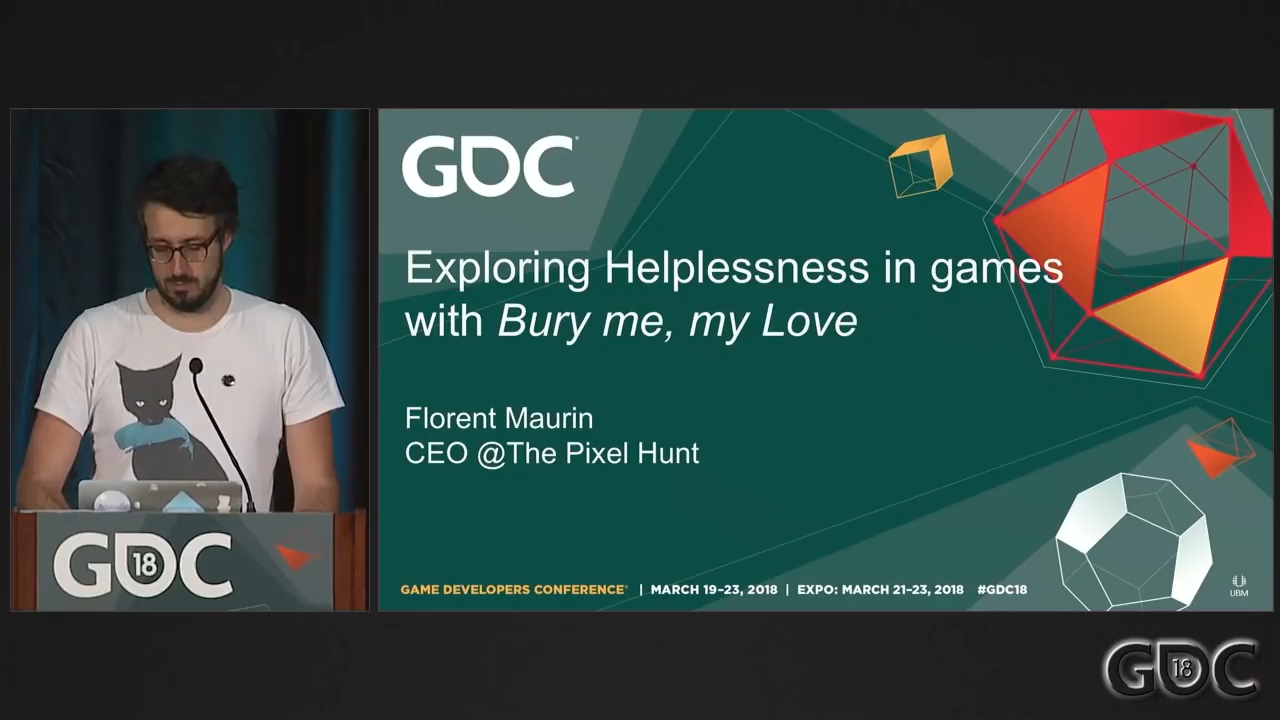 GDC
Exploring Helplessness in games
with Bury me, my Love
Florent Maurin
CEO @The Pixel Hunt
GAME DEVELOPERS CONFERENCE® | MARCH 19–23, 2018 | EXPO: MARCH 21–23, 2018 #GDC18
UBM
GDC
18
GDC
18